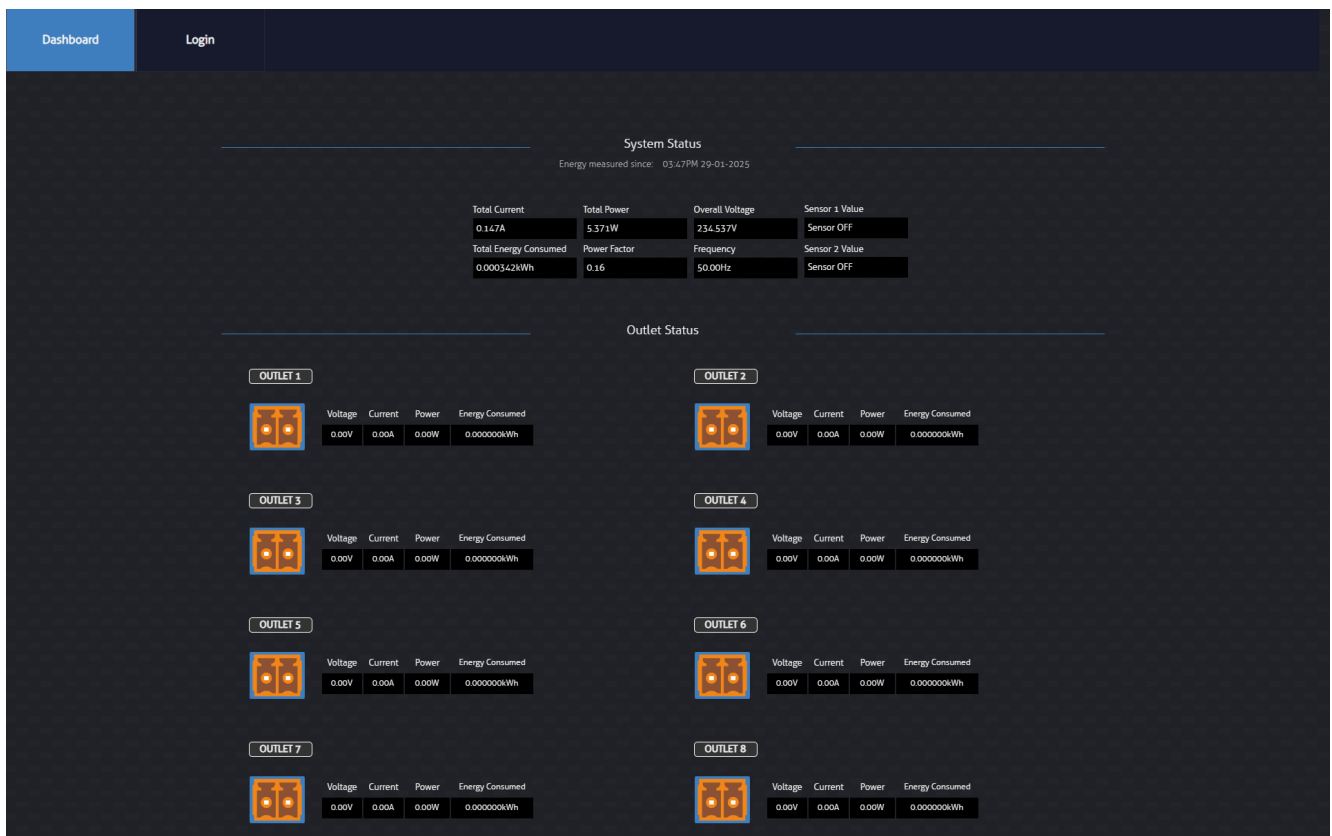 Dashboard Login
System Status
Energy measured since: 03:47PM 29-01-2025
Total Current Total Power Overall Voltage Sensor 1 Value
0.147A 5.371W 234.537V Sensor OFF
Total Energy Consumed Power Factor Frequency Sensor 2 Value
0.000342kWh 0.16 50.00Hz Sensor OFF
Outlet Status
OUTLET 1 OUTLET 2
Voltage Current Power Energy Consumed Voltage Current Power Energy Consumed
0.00V 0.00A 0.00W 0.000000kWh 0.00V 0.00A 0.00W 0.000000kWh
OUTLET 3 OUTLET 4
Voltage Current Power Energy Consumed Voltage Current Power Energy Consumed
0.00V 0.00A 0.00W 0.000000kWh 0.00V 0.00A 0.00W 0.000000kWh
OUTLET 5 OUTLET 6
Voltage Current Power Energy Consumed Voltage Current Power Energy Consumed
0.00V 0.00A 0.00W 0.000000kWh 0.00V 0.00A 0.00W 0.000000kWh
OUTLET 7 OUTLET 8
Voltage Current Power Energy Consumed Voltage Current Power Energy Consumed
0.00V 0.00A 0.00W 0.000000kWh 0.00V 0.00A 0.00W 0.000000kWh